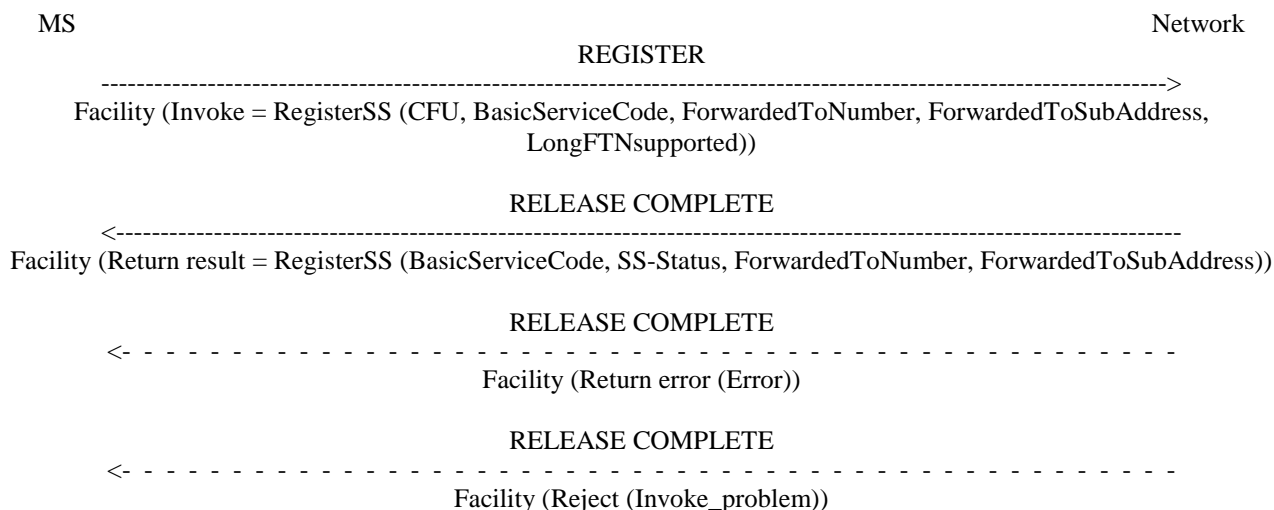 MS Network
REGISTER
------------------------------------------------------------------------------------------------------------------------>
Facility (Invoke = RegisterSS (CFU, BasicServiceCode, ForwardedToNumber, ForwardedToSubAddress,
LongFTNsupported))
RELEASE COMPLETE
<------------------------------------------------------------------------------------------------------------------------
Facility (Return result = RegisterSS (BasicServiceCode, SS-Status, ForwardedToNumber, ForwardedToSubAddress))
RELEASE COMPLETE
<- - - - - - - - - - - - - - - - - - - - - - - - - - - - - - - - - - - - - - - - - - - - - - - -
Facility (Return error (Error))
RELEASE COMPLETE
<- - - - - - - - - - - - - - - - - - - - - - - - - - - - - - - - - - - - - - - - - - - - - - - -
Facility (Reject (Invoke_problem))